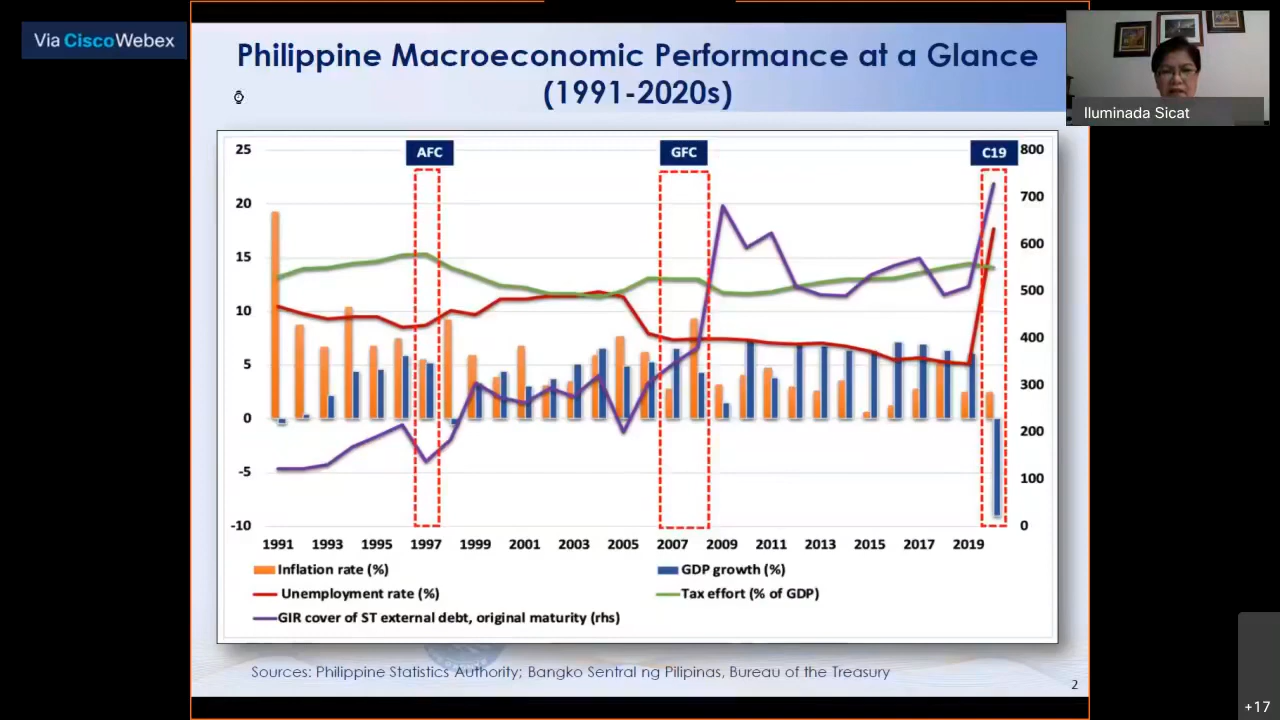 Via Cisco Webex
Philippine Macroeconomic Performance at a Glance
(1991-2020s)
Iluminada Sicat
AFC
GFC
C19
25
20
15
10
5
0
-5
-10
800
700
600
500
400
300
200
100
0
1991 1993 1995 1997 1999 2001 2003 2005 2007 2009 2011 2013 2015 2017 2019
Inflation rate (%)
GDP growth (%)
Unemployment rate (%)
Tax effort (% of GDP)
GIR cover of ST external debt, original maturity (rhs)
Sources: Philippine Statistics Authority; Bangko Sentral ng Pilipinas, Bureau of the Treasury
2
+17